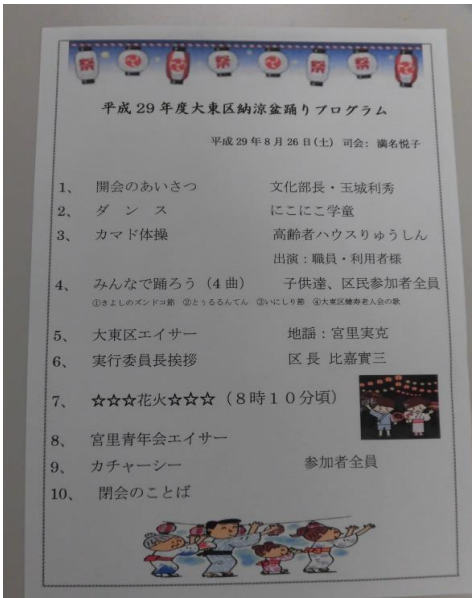 祭 祭 祭 祭
平成29年度大東区納涼盆踊りプログラム
平成29年8月26日(土) 司会: 満名悦子
1、 開会のあいさつ 文化部長・玉城利秀
2、 ダンス にこにこ学童
3、 カマド体操 高齢者ハウスりゅうしん
出演:職員・利用者様
4、 みんなで踊ろう(4曲) 子供達、区民参加者全員
①きよしのズンドコ節 ②とぅるるんてん ③いにしり節 ④大東区 老人会の歌
5、 大東区エイサー 地謡:宮里実克
6、 実行委員長挨拶 区長 比嘉實三
7、 ☆☆☆花火☆☆☆(8時10分頃)
8、 宮里青年会エイサー
9、 カチャーシー 参加者全員
10、 閉会のことば